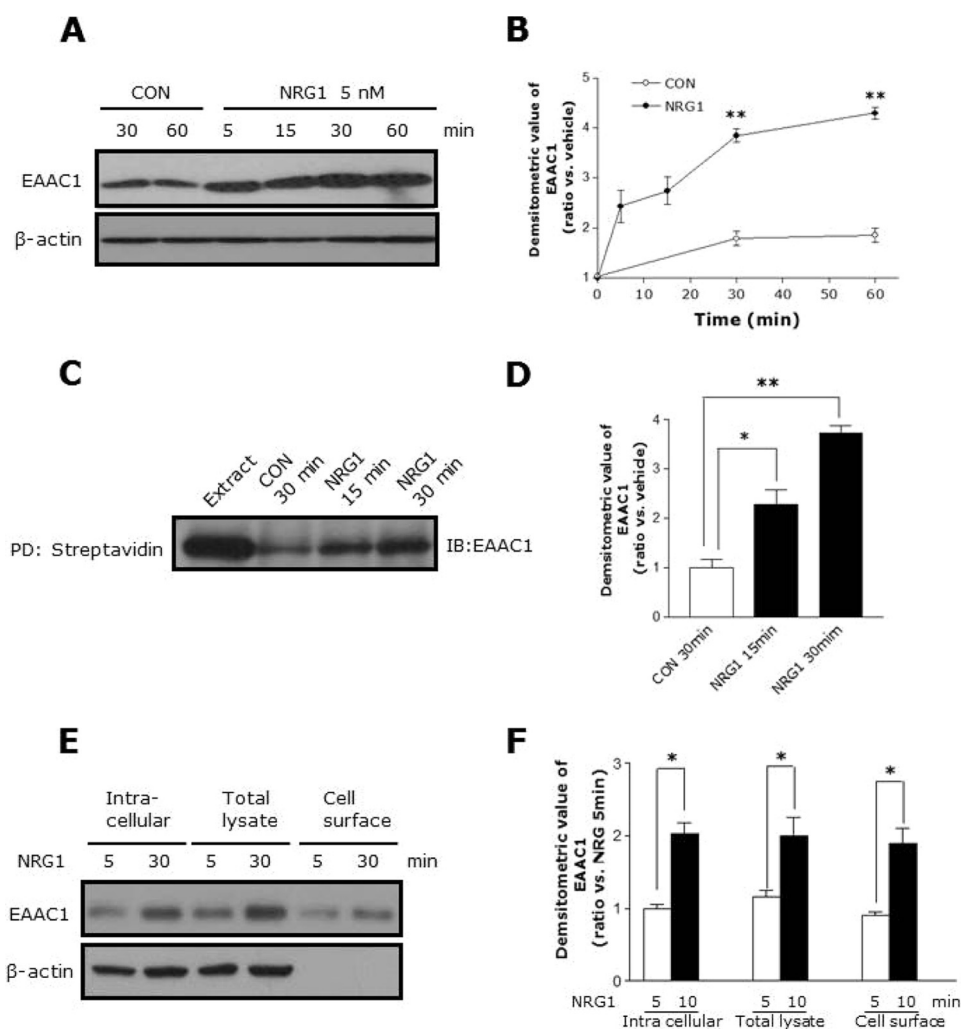 A
CON NRG1 5 nM
30 60 5 15 30 60 min
EAAC1
β-actin
B
Demsitometric value of
EAAC1
(ratio vs. vehicle)
5
4
3
2
1
CON
NRG1
**
**
0 10 20 30 40 50 60
Time (min)
C
Extract
CON
30 min
NRG1
15 min
NRG1
30 min
PD: Streptavidin
IB:EAAC1
D
Demsitometric value of
EAAC1
(ratio vs. vehide)
4
3
2
1
0
**
*
CON 30min
NRG1 15min
NRG1 30mim
E
Intra-
cellular
Total
lysate
Cell
surface
NRG1 5 30 5 30 5 30 min
EAAC1
β-actin
F
Demsitometric value of
EAAC1
(ratio vs. NRG 5min)
3
2
1
0
* * *
NRG1 5 10 5 10 5 10 min
Intra cellular Total lysate Cell surface